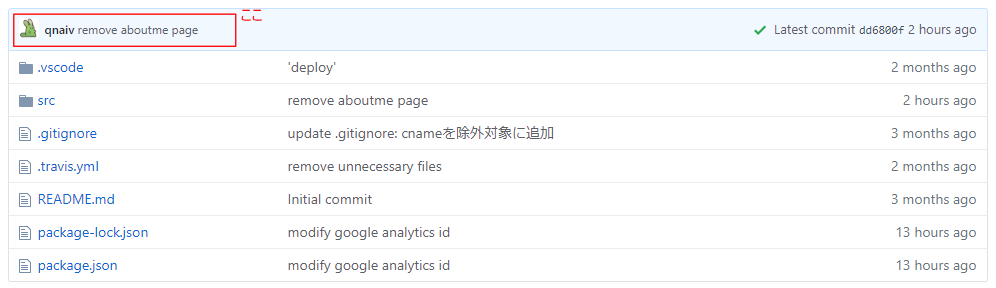 ここ
qnaiv remove aboutme page Latest commit dd6800f 2 hours ago
.vscode 'deploy' 2 months ago
src remove aboutme page 2 hours ago
.gitignore update .gitignore: cnameを除外対象に追加 3 months ago
.travis.yml remove unnecessary files 2 months ago
README.md Initial commit 3 months ago
package-lock.json modify google analytics id 13 hours ago
package.json modify google analytics id 13 hours ago